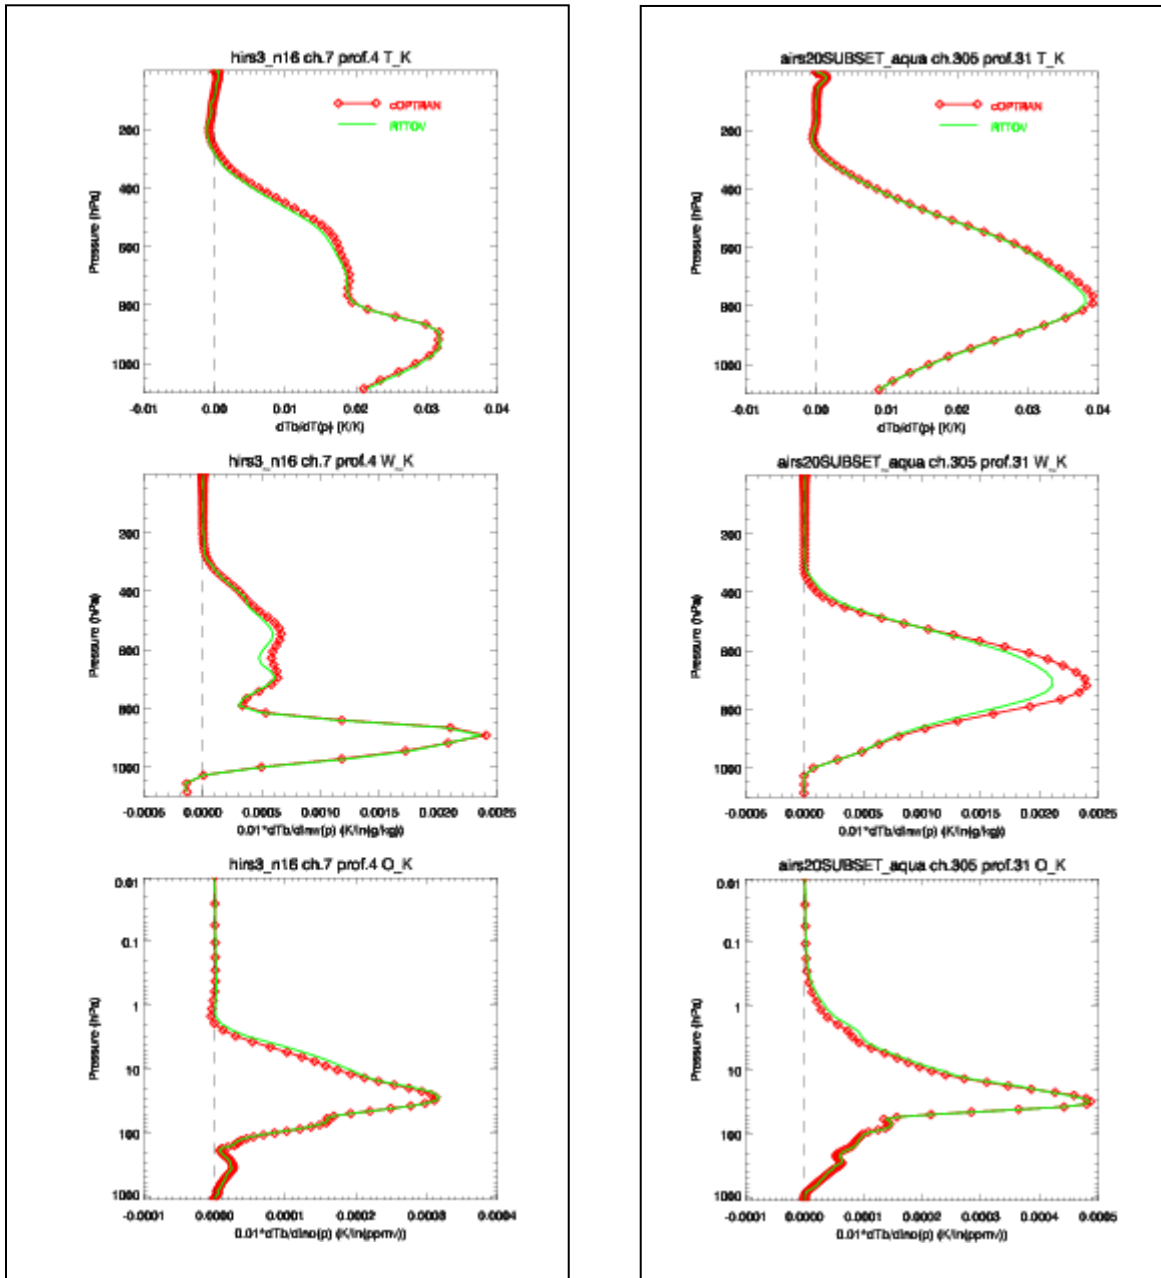 hirs3_n16 ch.7 prof.4 T_K
cOPTRAN
RTTOV
200
400
600
800
1000
Pressure (hPa)
-0.01 0.00 0.01 0.02 0.03 0.04
dTb/dT(p) (K/K)
hirs3_n16 ch.7 prof.4 W_K
200
400
600
800
1000
Pressure (hPa)
-0.0005 0.0000 0.0005 0.0010 0.0015 0.0020 0.0025
0.01*dTb/dlnw(p) (K/ln(g/kg))
hirs3_n16 ch.7 prof.4 O_K
0.01
0.1
1
10
100
1000
Pressure (hPa)
-0.0001 0.0000 0.0001 0.0002 0.0003 0.0004
0.01*dTb/dlno(p) (K/ln(ppmv))
airs20SUBSET_aqua ch.305 prof.31 T_K
cOPTRAN
RTTOV
200
400
600
800
1000
Pressure (hPa)
-0.01 0.00 0.01 0.02 0.03 0.04
dTb/dT(p) (K/K)
airs20SUBSET_aqua ch.305 prof.31 W_K
200
400
600
800
1000
Pressure (hPa)
-0.0005 0.0000 0.0005 0.0010 0.0015 0.0020 0.0025
0.01*dTb/dlnw(p) (K/ln(g/kg))
airs20SUBSET_aqua ch.305 prof.31 O_K
0.01
0.1
1
10
100
1000
Pressure (hPa)
-0.0001 0.0000 0.0001 0.0002 0.0003 0.0004 0.0005
0.01*dTb/dlno(p) (K/ln(ppmv))